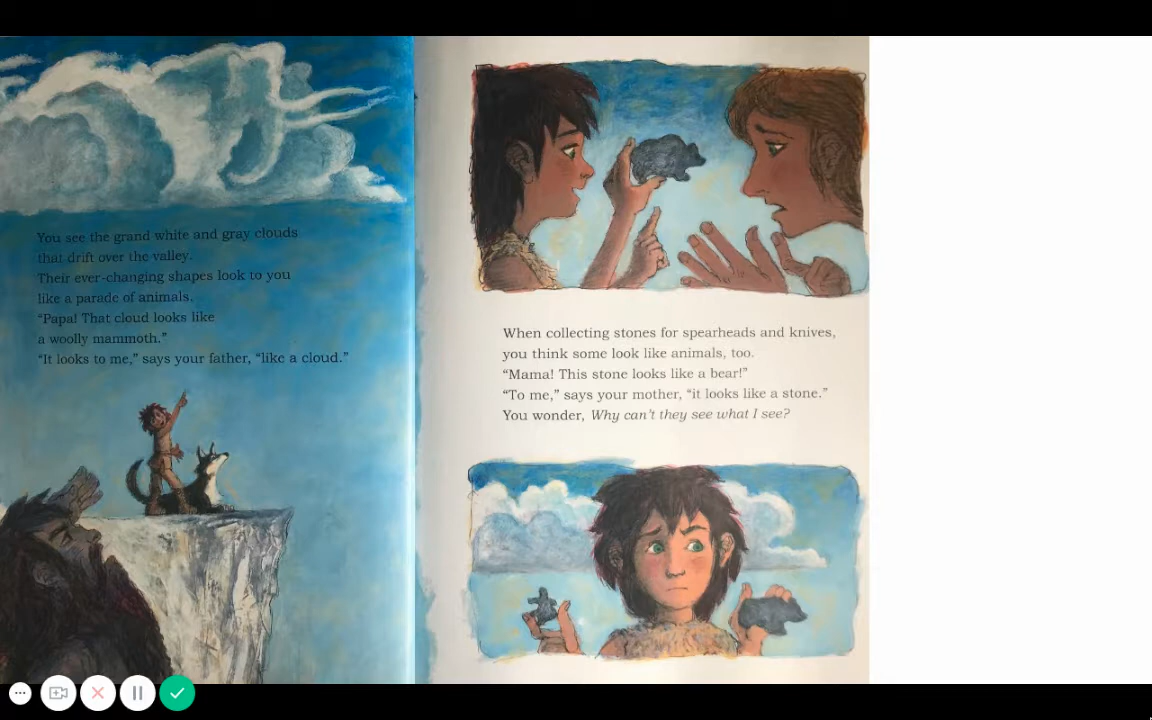 You see the grand white and gray clouds
that drift over the valley.
Their ever-changing shapes look to you
like a parade of animals.
“Papa! That cloud looks like
a woolly mammoth.”
“It looks to me,” says your father, “like a cloud.”
When collecting stones for spearheads and knives,
you think some look like animals, too.
“Mama! This stone looks like a bear!”
“To me,” says your mother, “it looks like a stone.”
You wonder, Why can’t they see what I see?